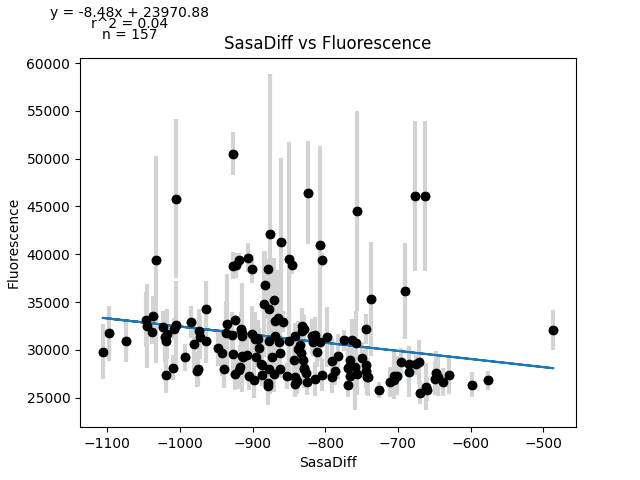 y = -8.48x + 23970.88
r^2 = 0.04
n = 157
SasaDiff vs Fluorescence
60000
55000
50000
45000
40000
35000
30000
25000
Fluorescence
−1100 −1000 −900 −800 −700 −600 −500
SasaDiff